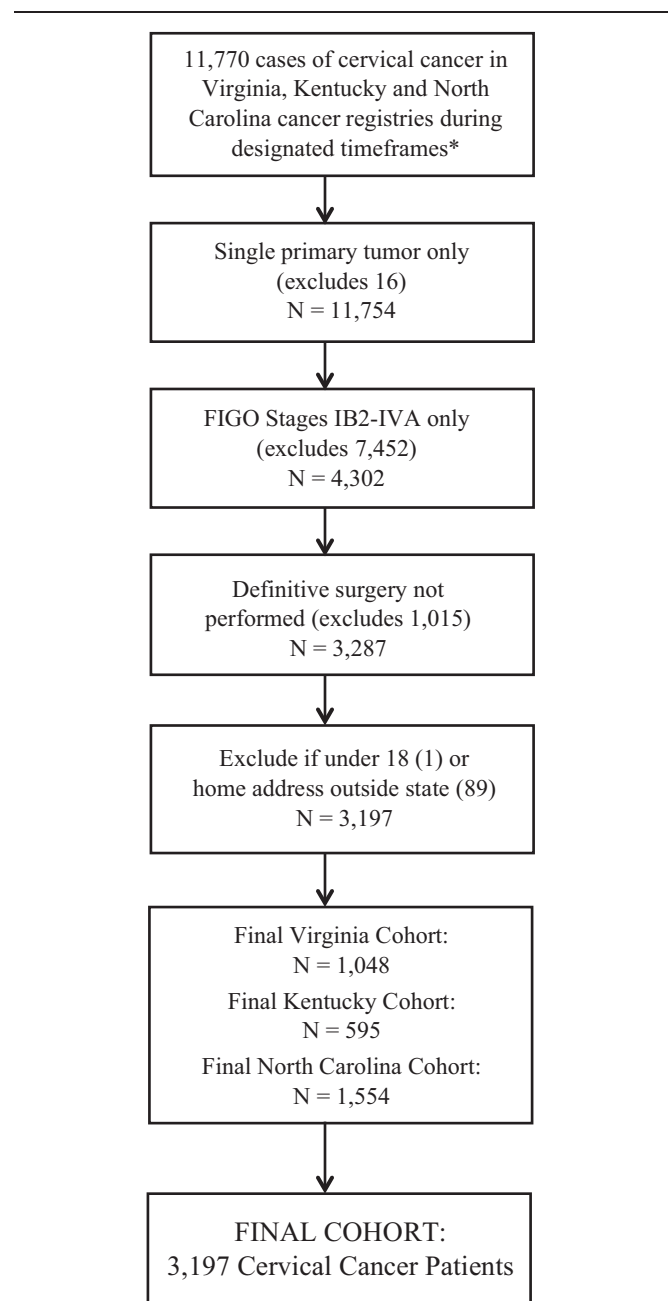 11,770 cases of cervical cancer in
Virginia, Kentucky and North
Carolina cancer registries during
designated timeframes*
Single primary tumor only
(excludes 16)
N = 11,754
FIGO Stages IB2-IVA only
(excludes 7,452)
N = 4,302
Definitive surgery not
performed (excludes 1,015)
N = 3,287
Exclude if under 18 (1) or
home address outside state (89)
N = 3,197
Final Virginia Cohort:
N = 1,048
Final Kentucky Cohort:
N = 595
Final North Carolina Cohort:
N = 1,554
FINAL COHORT:
3,197 Cervical Cancer Patients